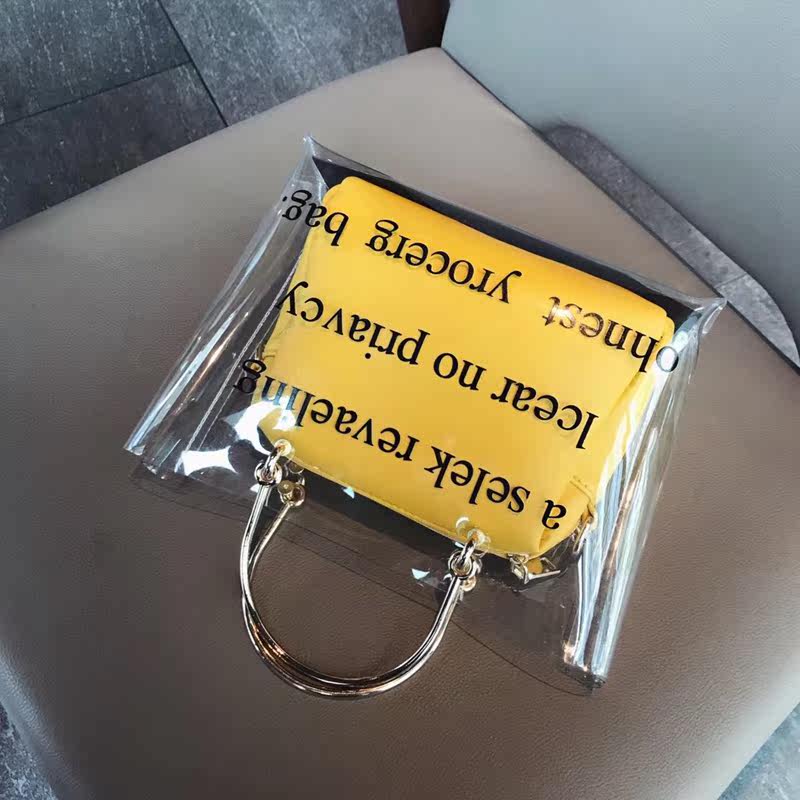 a selek revaeling
lcear no priavcy
ohnest yrocerg bag.